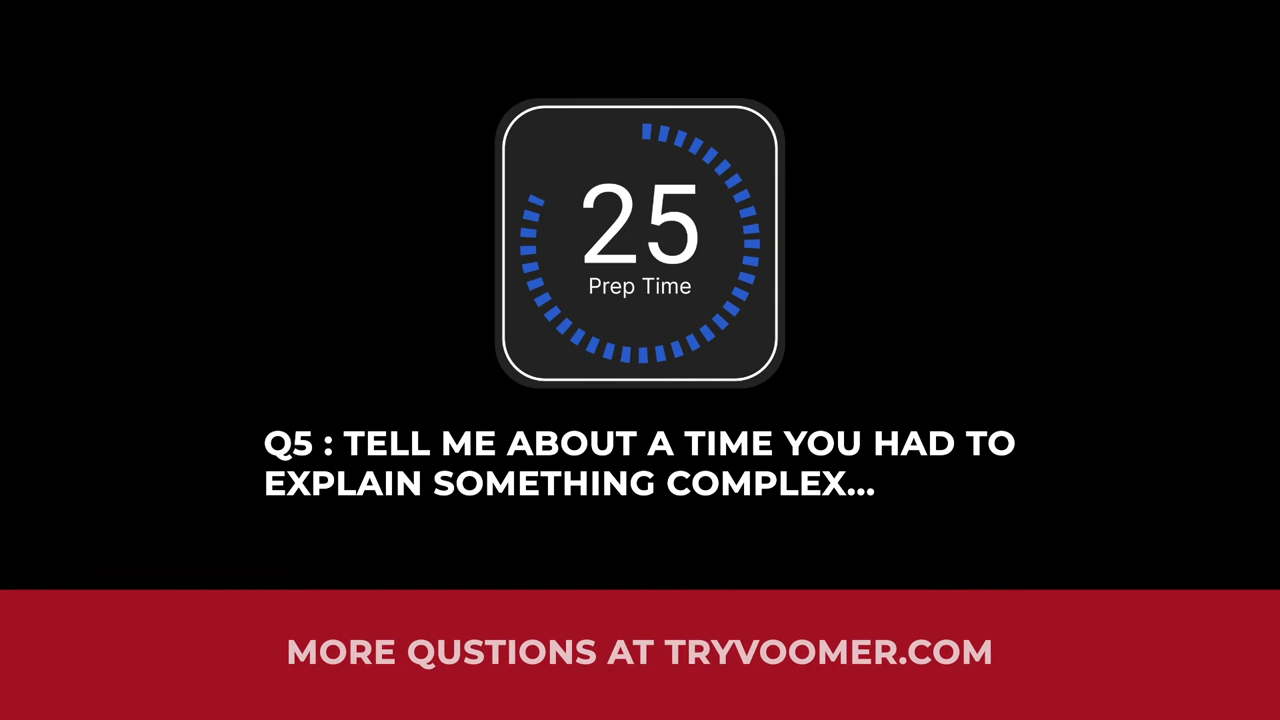 25
Prep Time
Q5 : TELL ME ABOUT A TIME YOU HAD TO
EXPLAIN SOMETHING COMPLEX...
MORE QUSTIONS AT TRYVOOMER.COM